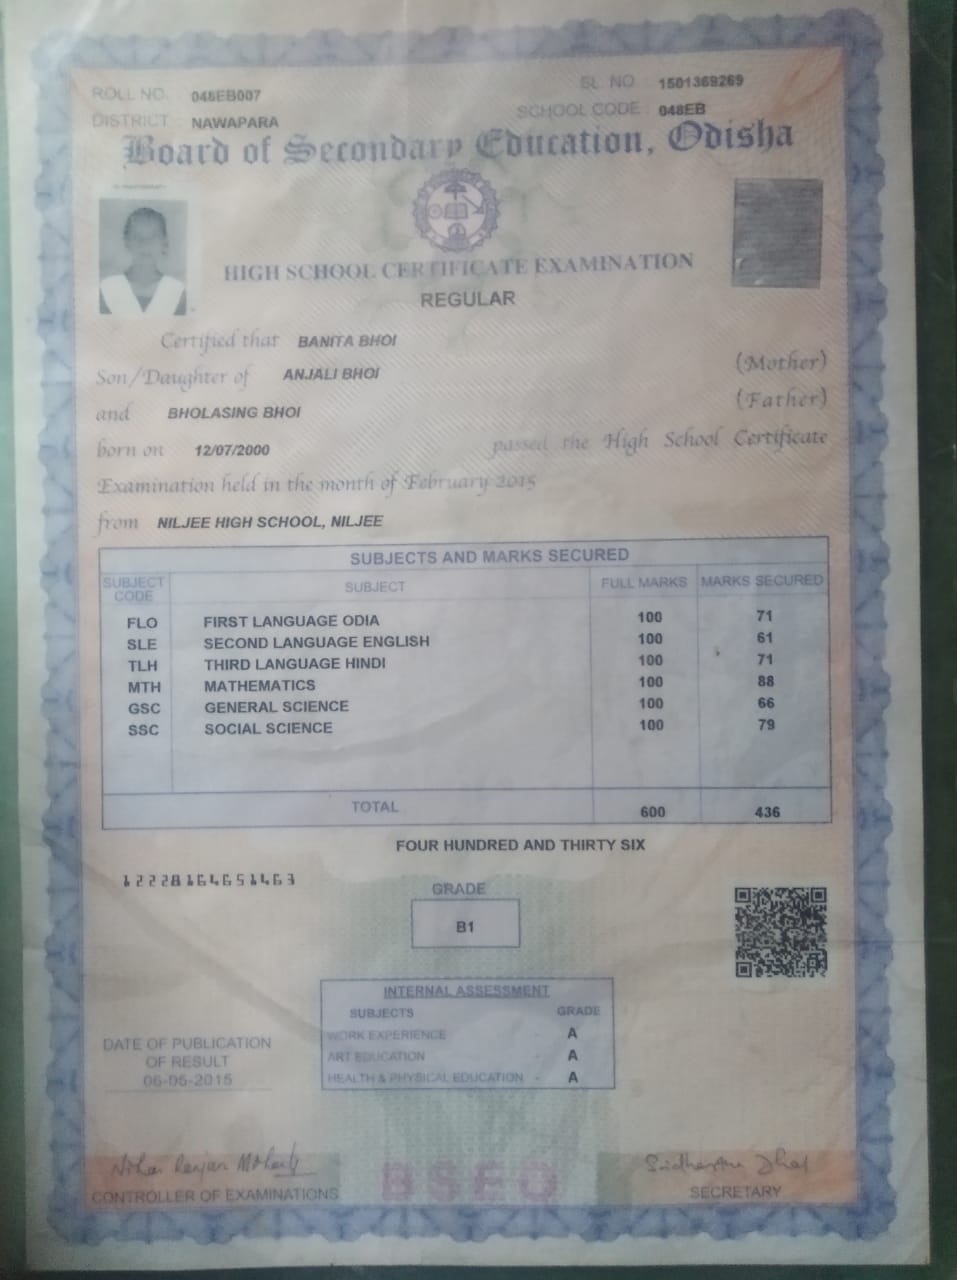 ROLL NO. 048EB007
SL. NO : 1501369269
DISTRICT : NAWAPARA
SCHOOL CODE : 048EB
Board of Secondary Education, Odisha
HIGH SCHOOL CERTIFICATE EXAMINATION
REGULAR
Certified that BANITA BHOI
Son/Daughter of ANJALI BHOI (Mother)
and BHOLASING BHOI (Father)
born on 12/07/2000 passed the High School Certificate
Examination held in the month of February 2015
from NILJEE HIGH SCHOOL, NILJEE
SUBJECTS AND MARKS SECURED
SUBJECT CODE SUBJECT FULL MARKS MARKS SECURED
FLO FIRST LANGUAGE ODIA 100 71
SLE SECOND LANGUAGE ENGLISH 100 61
TLH THIRD LANGUAGE HINDI 100 71
MTH MATHEMATICS 100 88
GSC GENERAL SCIENCE 100 66
SSC SOCIAL SCIENCE 100 79
TOTAL 600 436
FOUR HUNDRED AND THIRTY SIX
12228164651463
GRADE
B1
INTERNAL ASSESSMENT
SUBJECTS GRADE
WORK EXPERIENCE - A
ART EDUCATION - A
HEALTH & PHYSICAL EDUCATION - A
DATE OF PUBLICATION
OF RESULT
06-05-2015
BSEO
CONTROLLER OF EXAMINATIONS
SECRETARY